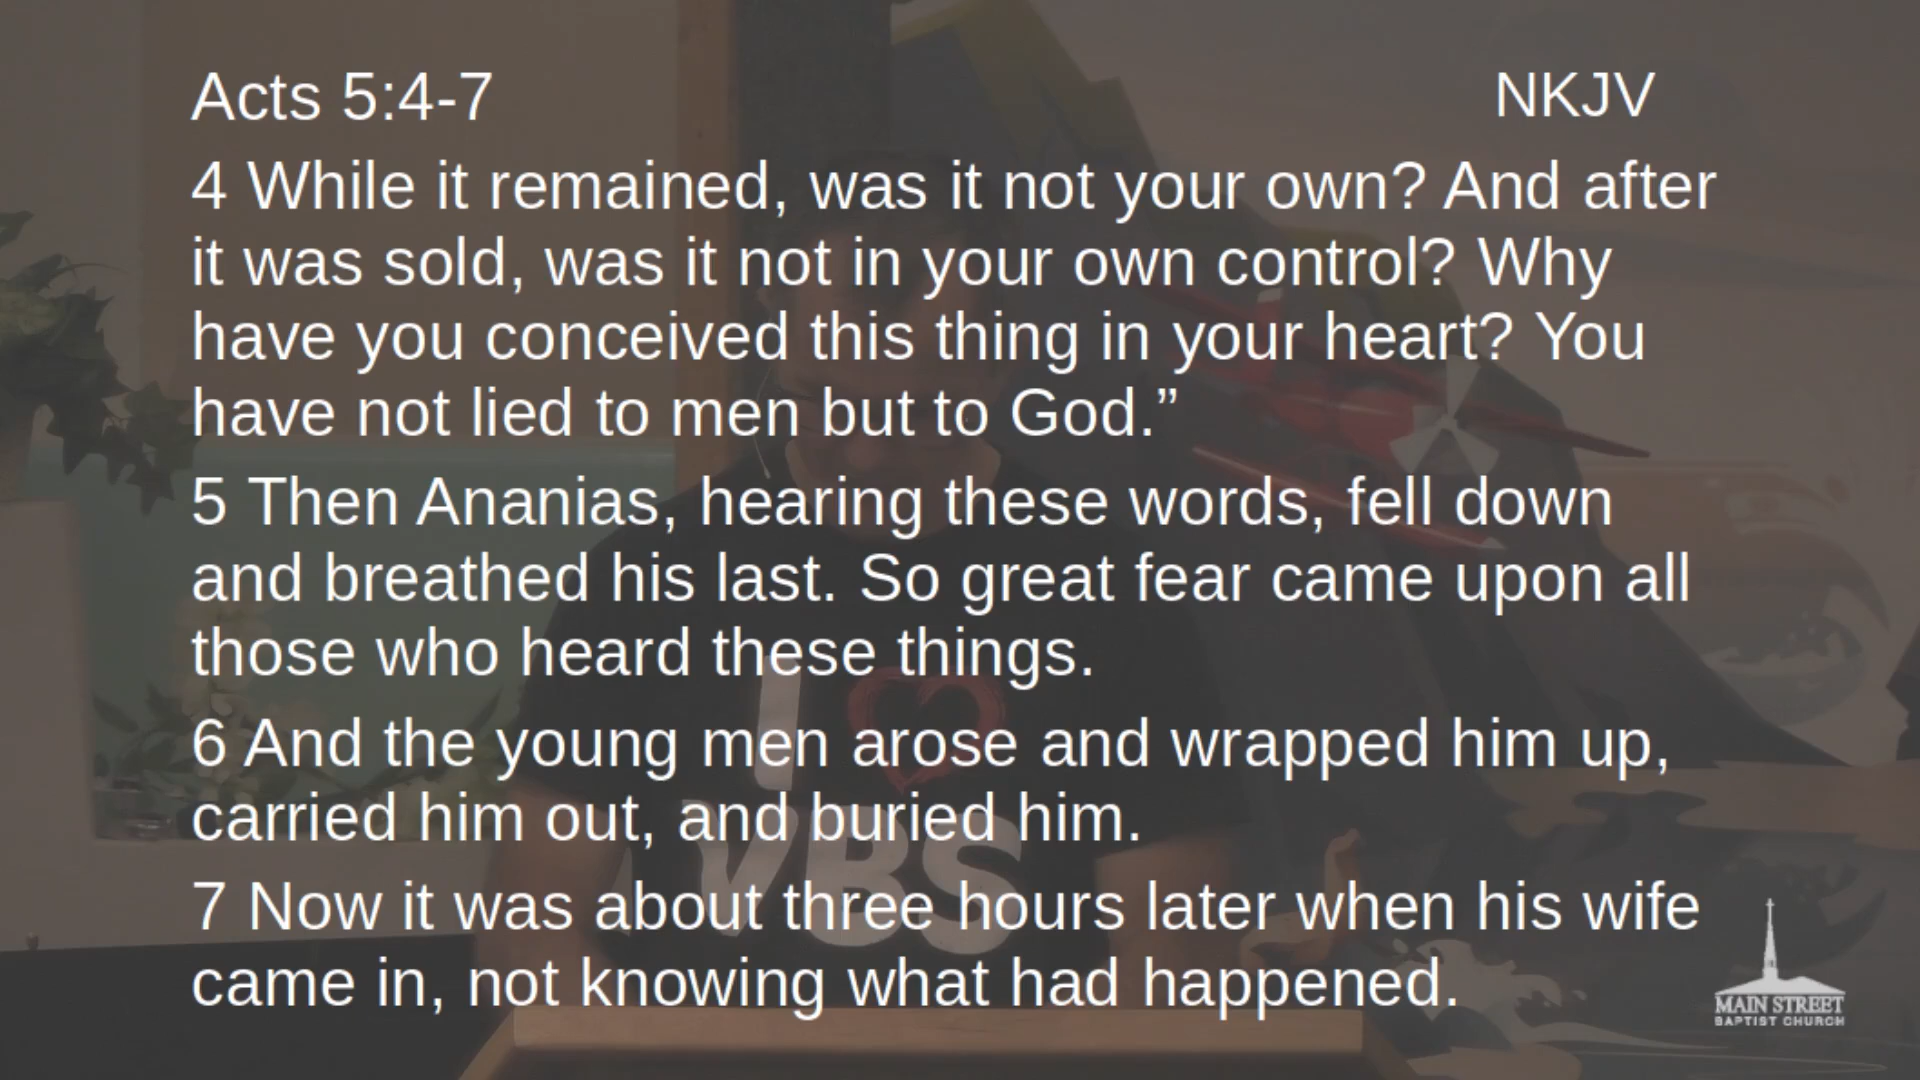 Acts 5:4-7 NKJV
4 While it remained, was it not your own? And after
it was sold, was it not in your own control? Why
have you conceived this thing in your heart? You
have not lied to men but to God.”
5 Then Ananias, hearing these words, fell down
and breathed his last. So great fear came upon all
those who heard these things.
6 And the young men arose and wrapped him up,
carried him out, and buried him.
7 Now it was about three hours later when his wife
came in, not knowing what had happened.
I
VBS
MAIN STREET
BAPTIST CHURCH